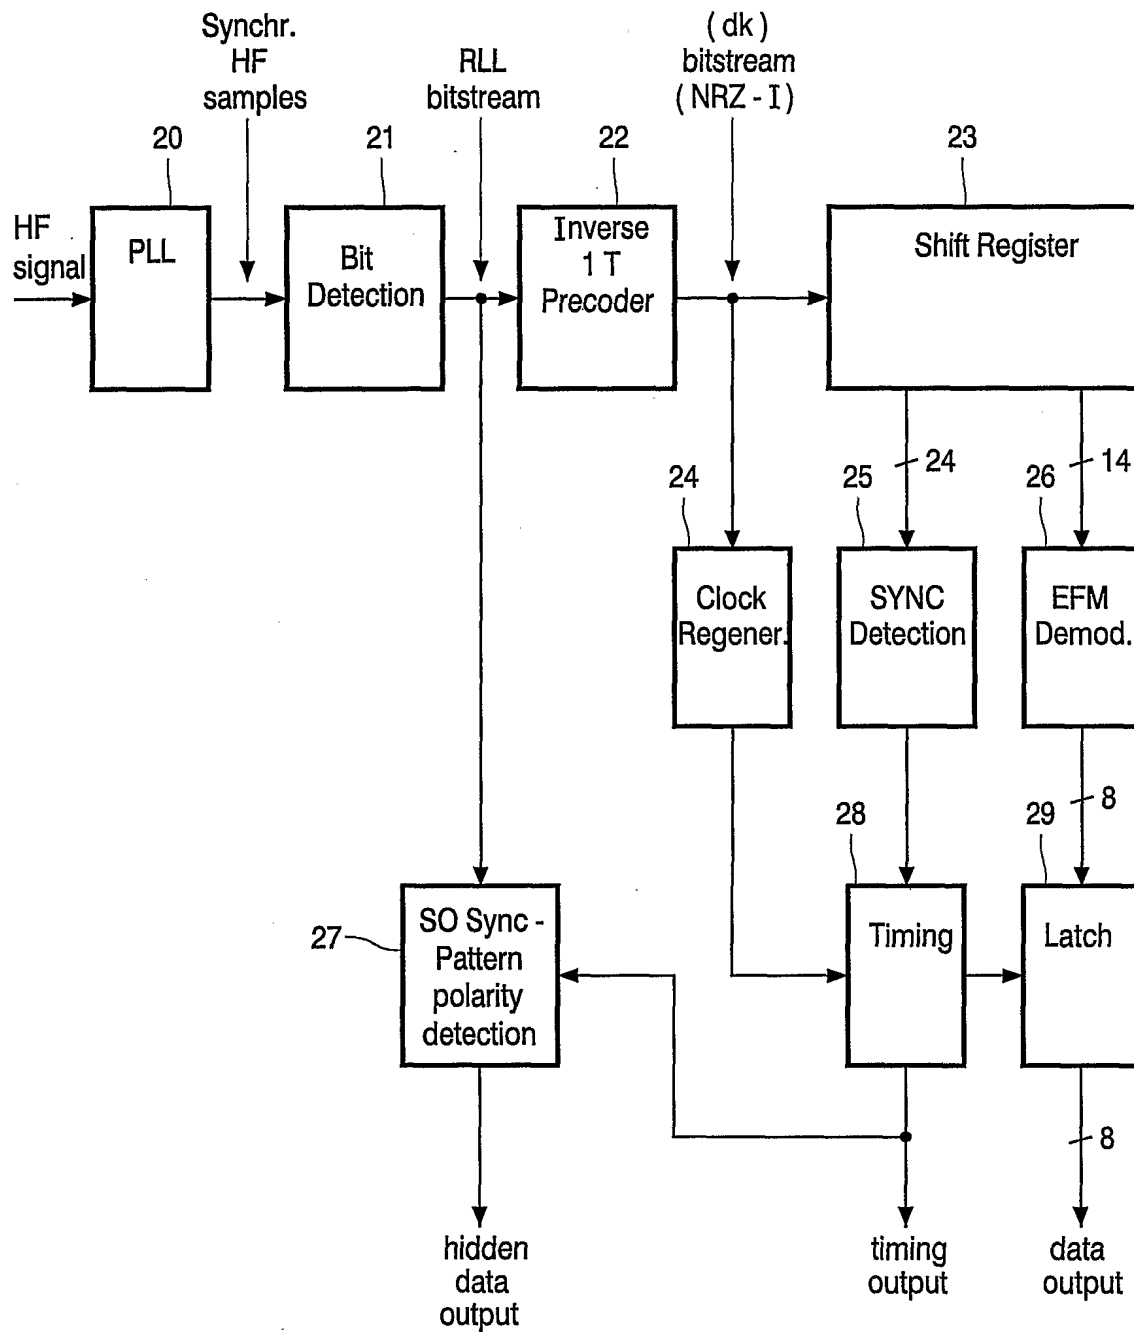 Synchr.
HF
samples
RLL
bitstream
(dk)
bitstream
(NRZ-I)
20
21
22
23
HF
signal
PLL
Bit
Detection
Inverse
1 T
Precoder
Shift Register
24
14
24
25
26
Clock
Regener.
SYNC
Detection
EFM
Demod.
8
28
29
27
SO Sync -
Pattern
polarity
detection
Timing
Latch
8
hidden
data
output
timing
output
data
output